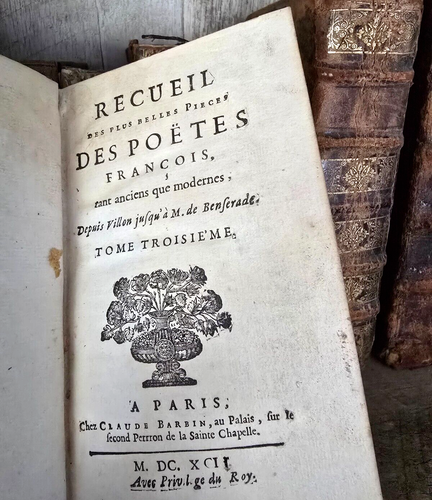 RECUEIL
DES PLUS BELLES PIECES
DES POËTES
FRANÇOIS,
tant anciens que modernes,
Depuis Villon jusqu'à M. de Benserade.
TOME TROISIE'ME.
A PARIS,
Chez CLAUDE BARBIN, au Palais, sur le
second Perrron de la Sainte Chapelle.
M. DC. XCII
Avec Privilege du Roy.